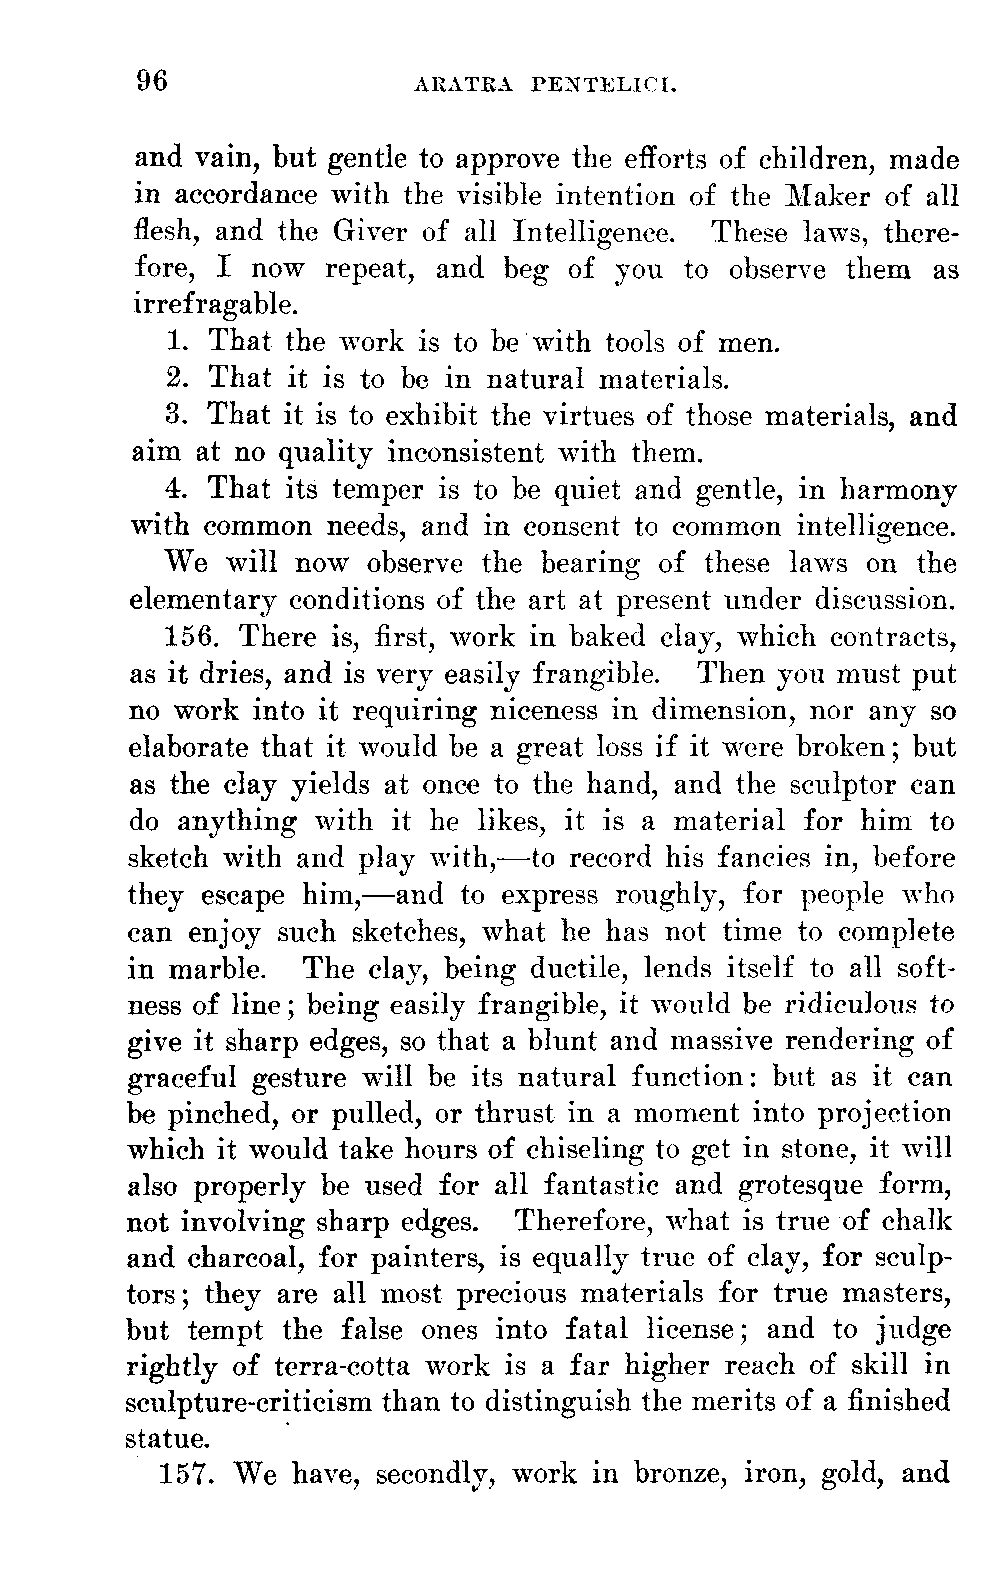 96 ARATRA PENTELICI.
and vain, but gentle to approve the efforts of children, made
in accordance with the visible intention of the Maker of all
flesh, and the Giver of all Intelligence. These laws, there-
fore, I now repeat, and beg of you to observe them as
irrefragable.
1. That the work is to be with tools of men.
2. That it is to be in natural materials.
3. That it is to exhibit the virtues of those materials, and
aim at no quality inconsistent with them.
4. That its temper is to be quiet and gentle, in harmony
with common needs, and in consent to common intelligence.
We will now observe the bearing of these laws on the
elementary conditions of the art at present under discussion.
156. There is, first, work in baked clay, which contracts,
as it dries, and is very easily frangible. Then you must put
no work into it requiring niceness in dimension, nor any so
elaborate that it would be a great loss if it were broken; but
as the clay yields at once to the hand, and the sculptor can
do anything with it he likes, it is a material for him to
sketch with and play with,—to record his fancies in, before
they escape him,—and to express roughly, for people who
can enjoy such sketches, what he has not time to complete
in marble. The clay, being ductile, lends itself to all soft-
ness of line; being easily frangible, it would be ridiculous to
give it sharp edges, so that a blunt and massive rendering of
graceful gesture will be its natural function: but as it can
be pinched, or pulled, or thrust in a moment into projection
which it would take hours of chiseling to get in stone, it will
also properly be used for all fantastic and grotesque form,
not involving sharp edges. Therefore, what is true of chalk
and charcoal, for painters, is equally true of clay, for sculp-
tors; they are all most precious materials for true masters,
but tempt the false ones into fatal license; and to judge
rightly of terra-cotta work is a far higher reach of skill in
sculpture-criticism than to distinguish the merits of a finished
statue.
157. We have, secondly, work in bronze, iron, gold, and